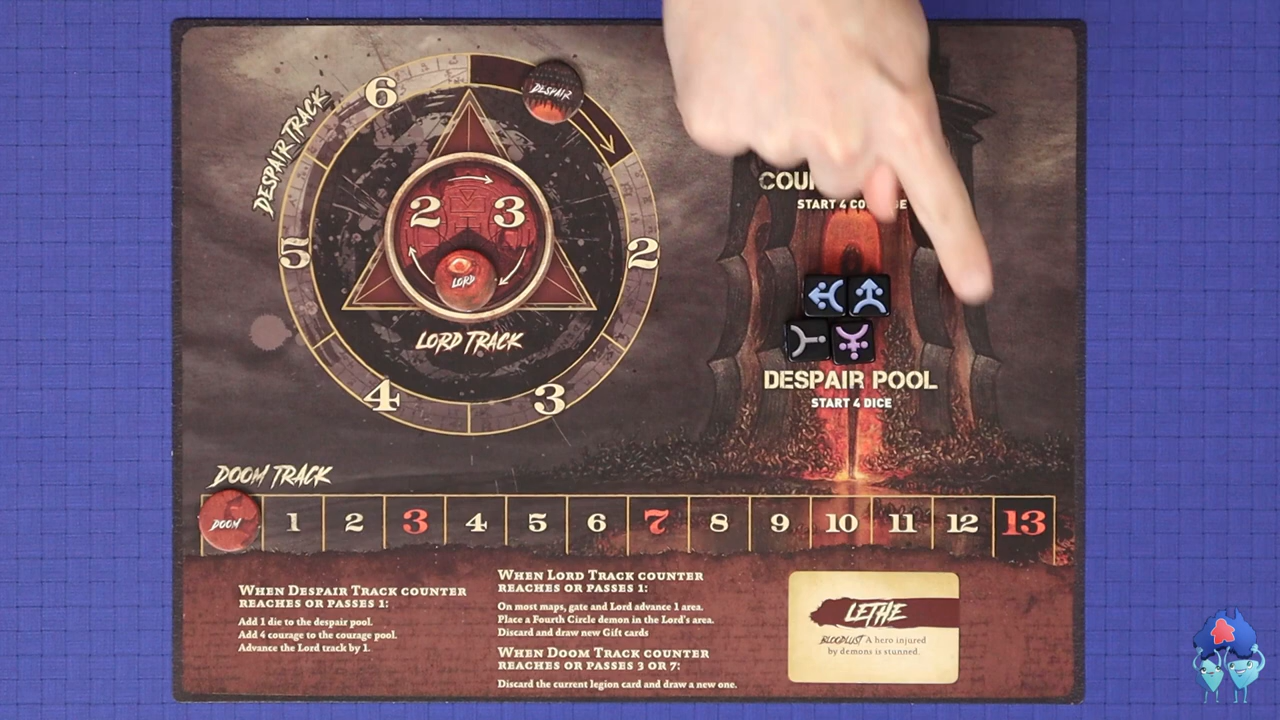 DESPAIR TRACK
6
DESPAIR
2
3
LORD
5
2
LORD TRACK
4
3
START 4
DESPAIR POOL
START 4 DICE
DOOM TRACK
DOOM 1 2 3 4 5 6 7 8 9 10 11 12 13
WHEN DESPAIR TRACK COUNTER
REACHES OR PASSES 1:
Add 1 die to the despair pool.
Add 4 courage to the courage pool.
Advance the Lord track by 1.
WHEN LORD TRACK COUNTER
REACHES OR PASSES 1:
On most maps, gate and Lord advance 1 area.
Place a Fourth Circle demon in the Lord's area.
Discard and draw new Gift cards
WHEN DOOM TRACK COUNTER
REACHES OR PASSES 3 OR 7:
Discard the current legion card and draw a new one.
LETHE
BLOODLUST A hero injured
by demons is stunned.